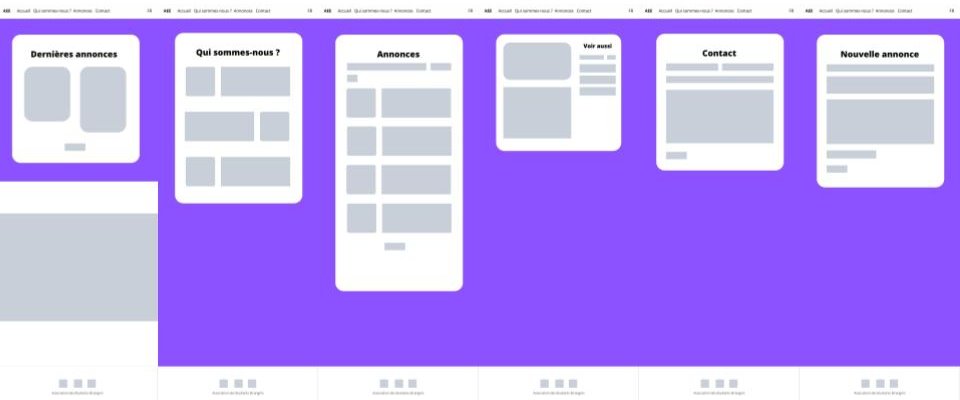 AEE Accueil Qui sommes-nous ? Annonces Contact FR
Dernières annonces
Association des étudiants étrangers
AEE Accueil Qui sommes-nous ? Annonces Contact FR
Qui sommes-nous ?
Association des étudiants étrangers
AEE Accueil Qui sommes-nous ? Annonces Contact FR
Annonces
Association des étudiants étrangers
AEE Accueil Qui sommes-nous ? Annonces Contact FR
Voir aussi
Association des étudiants étrangers
AEE Accueil Qui sommes-nous ? Annonces Contact FR
Contact
Association des étudiants étrangers
AEE Accueil Qui sommes-nous ? Annonces Contact FR
Nouvelle annonce
Association des étudiants étrangers